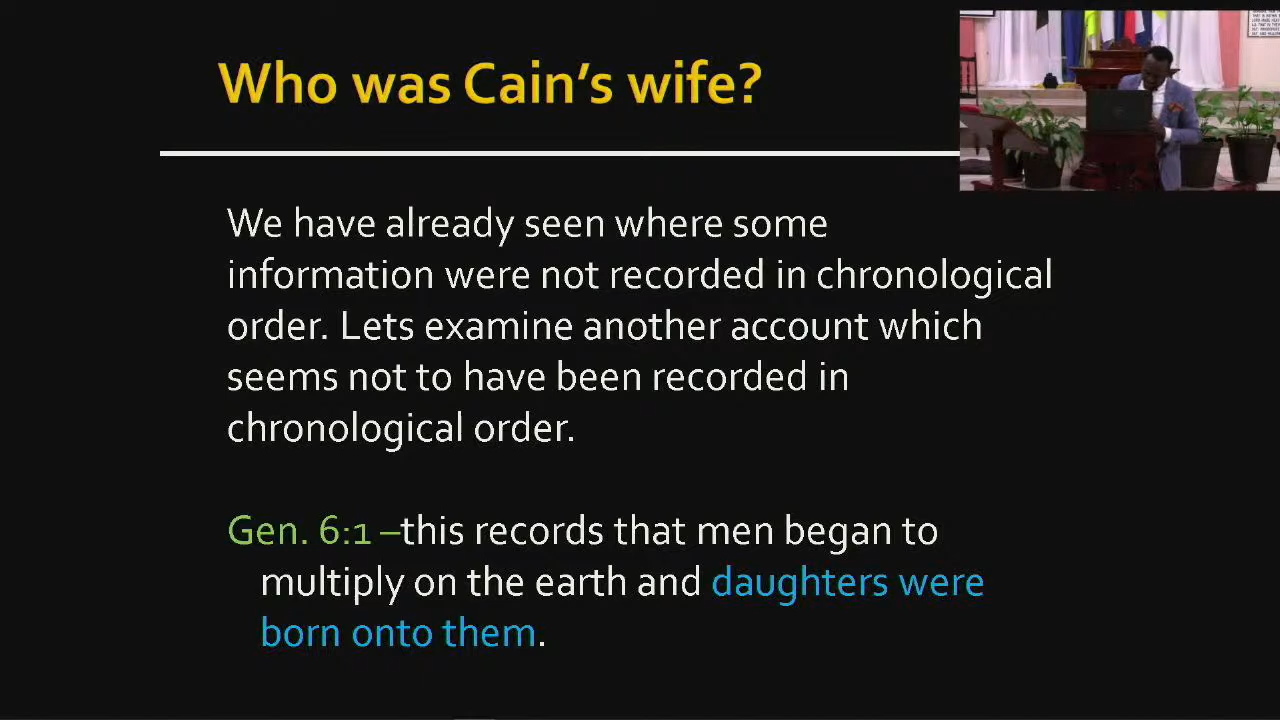 Who was Cain's wife?
We have already seen where some
information were not recorded in chronological
order. Lets examine another account which
seems not to have been recorded in
chronological order.
Gen. 6:1 –this records that men began to
multiply on the earth and daughters were
born onto them.